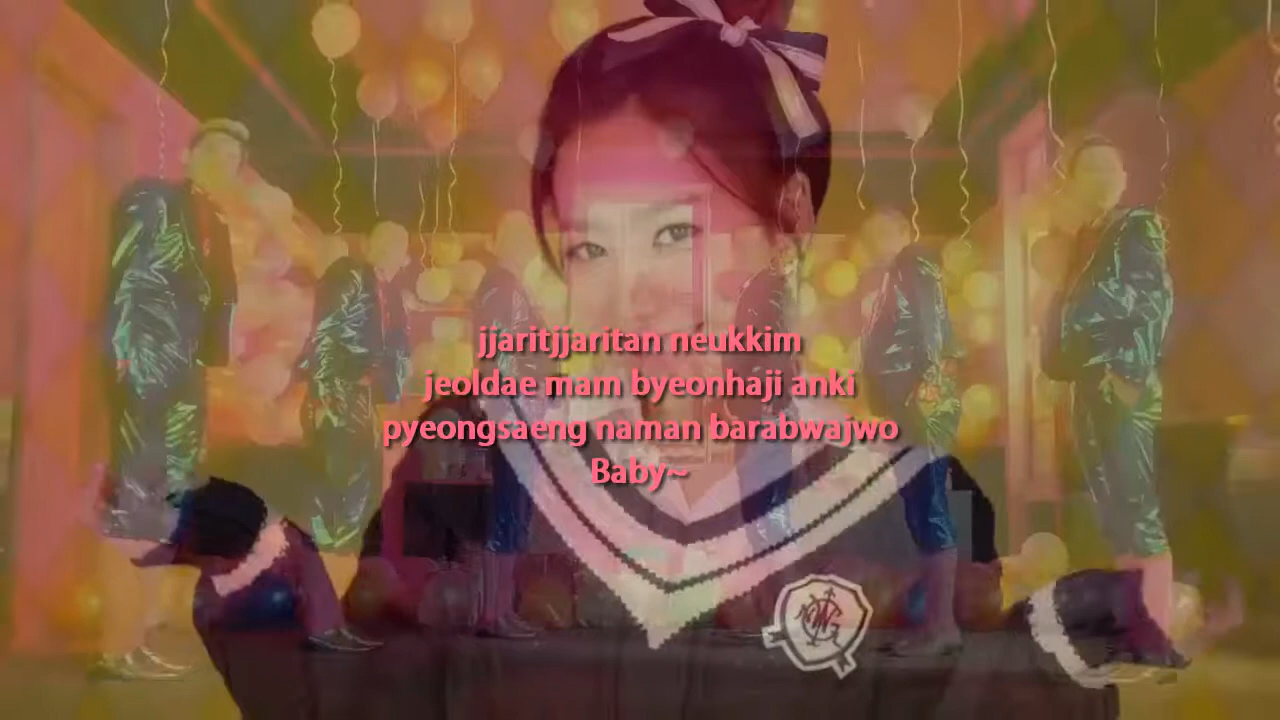 jjaritjjaritan neukkim
jeoldae mam byeonhaji anki
pyeongsaeng naman barabwajwo
Baby~